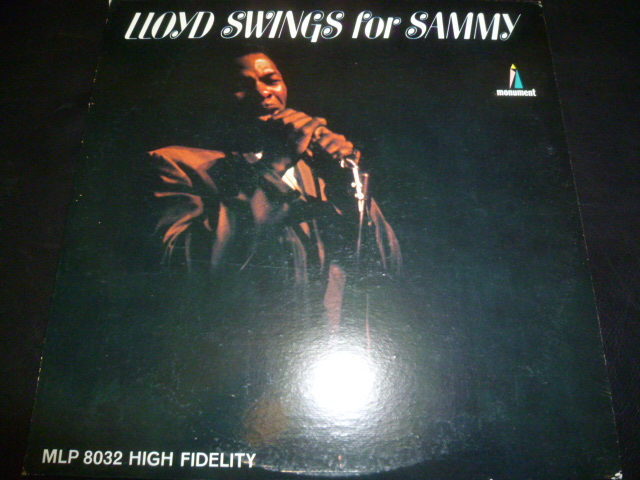 LLOYD SWINGS for SAMMY
monument
MLP 8032 HIGH FIDELITY